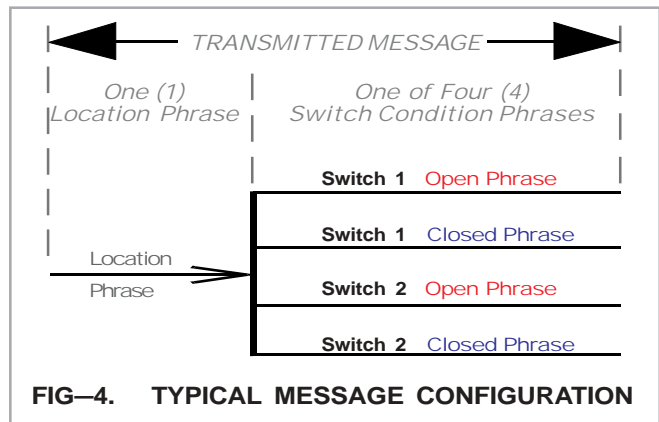 TRANSMITTED MESSAGE
One (1)
Location Phrase
One of Four (4)
Switch Condition Phrases
Switch 1 Open Phrase
Switch 1 Closed Phrase
Location
Phrase
Switch 2 Open Phrase
Switch 2 Closed Phrase
FIG—4. TYPICAL MESSAGE CONFIGURATION